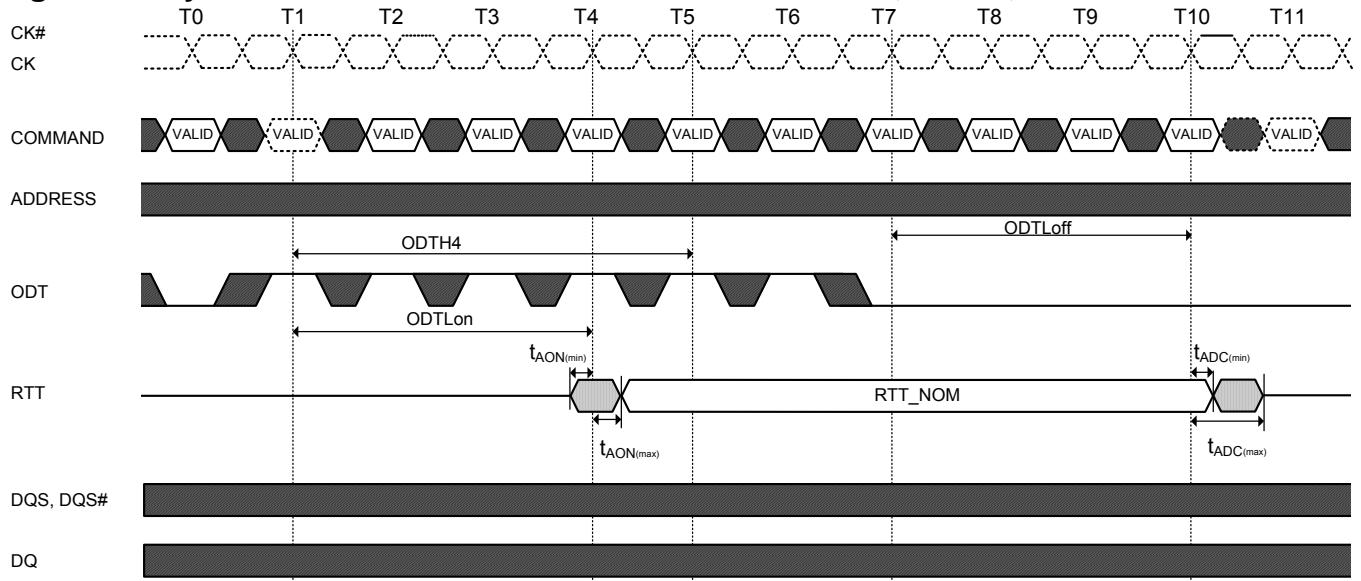 T0 T1 T2 T3 T4 T5 T6 T7 T8 T9 T10 T11
CK#
CK
COMMAND VALID VALID VALID VALID VALID VALID VALID VALID VALID VALID VALID VALID
ADDRESS
ODTLoff
ODTH4
ODT
ODTLon
tAON(min) tADC(min)
RTT RTT_NOM
tAON(max) tADC(max)
DQS, DQS#
DQ